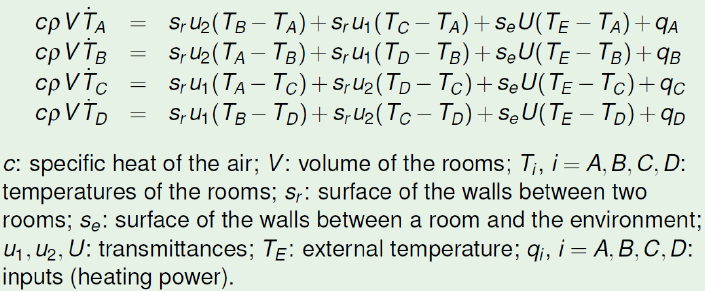 cρVṪ_A = s_r u_2(T_B − T_A) + s_r u_1(T_C − T_A) + s_e U(T_E − T_A) + q_A
cρVṪ_B = s_r u_2(T_A − T_B) + s_r u_1(T_D − T_B) + s_e U(T_E − T_B) + q_B
cρVṪ_C = s_r u_1(T_A − T_C) + s_r u_2(T_D − T_C) + s_e U(T_E − T_C) + q_C
cρVṪ_D = s_r u_1(T_B − T_D) + s_r u_2(T_C − T_D) + s_e U(T_E − T_D) + q_D
c: specific heat of the air; V: volume of the rooms; T_i, i = A, B, C, D:
temperatures of the rooms; s_r: surface of the walls between two
rooms; s_e: surface of the walls between a room and the environment;
u_1, u_2, U: transmittances; T_E: external temperature; q_i, i = A, B, C, D:
inputs (heating power).